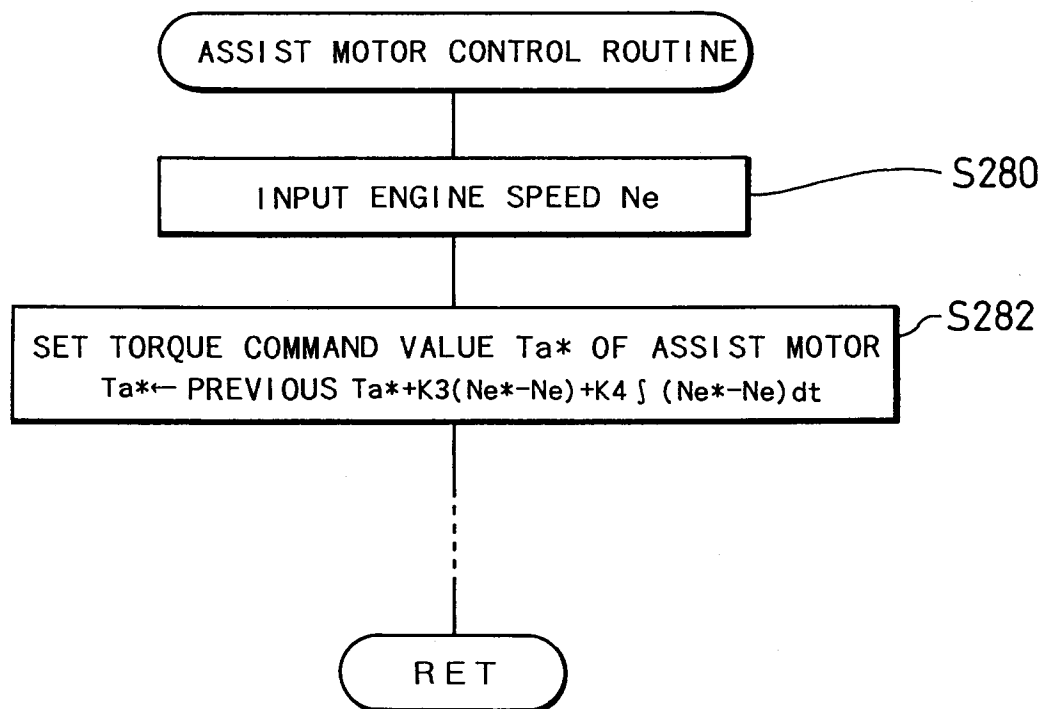 ASSIST MOTOR CONTROL ROUTINE
INPUT ENGINE SPEED Ne
S280
S282
SET TORQUE COMMAND VALUE Ta* OF ASSIST MOTOR
Ta*← PREVIOUS Ta*+K3(Ne*-Ne)+K4 ∫ (Ne*-Ne)dt
RET